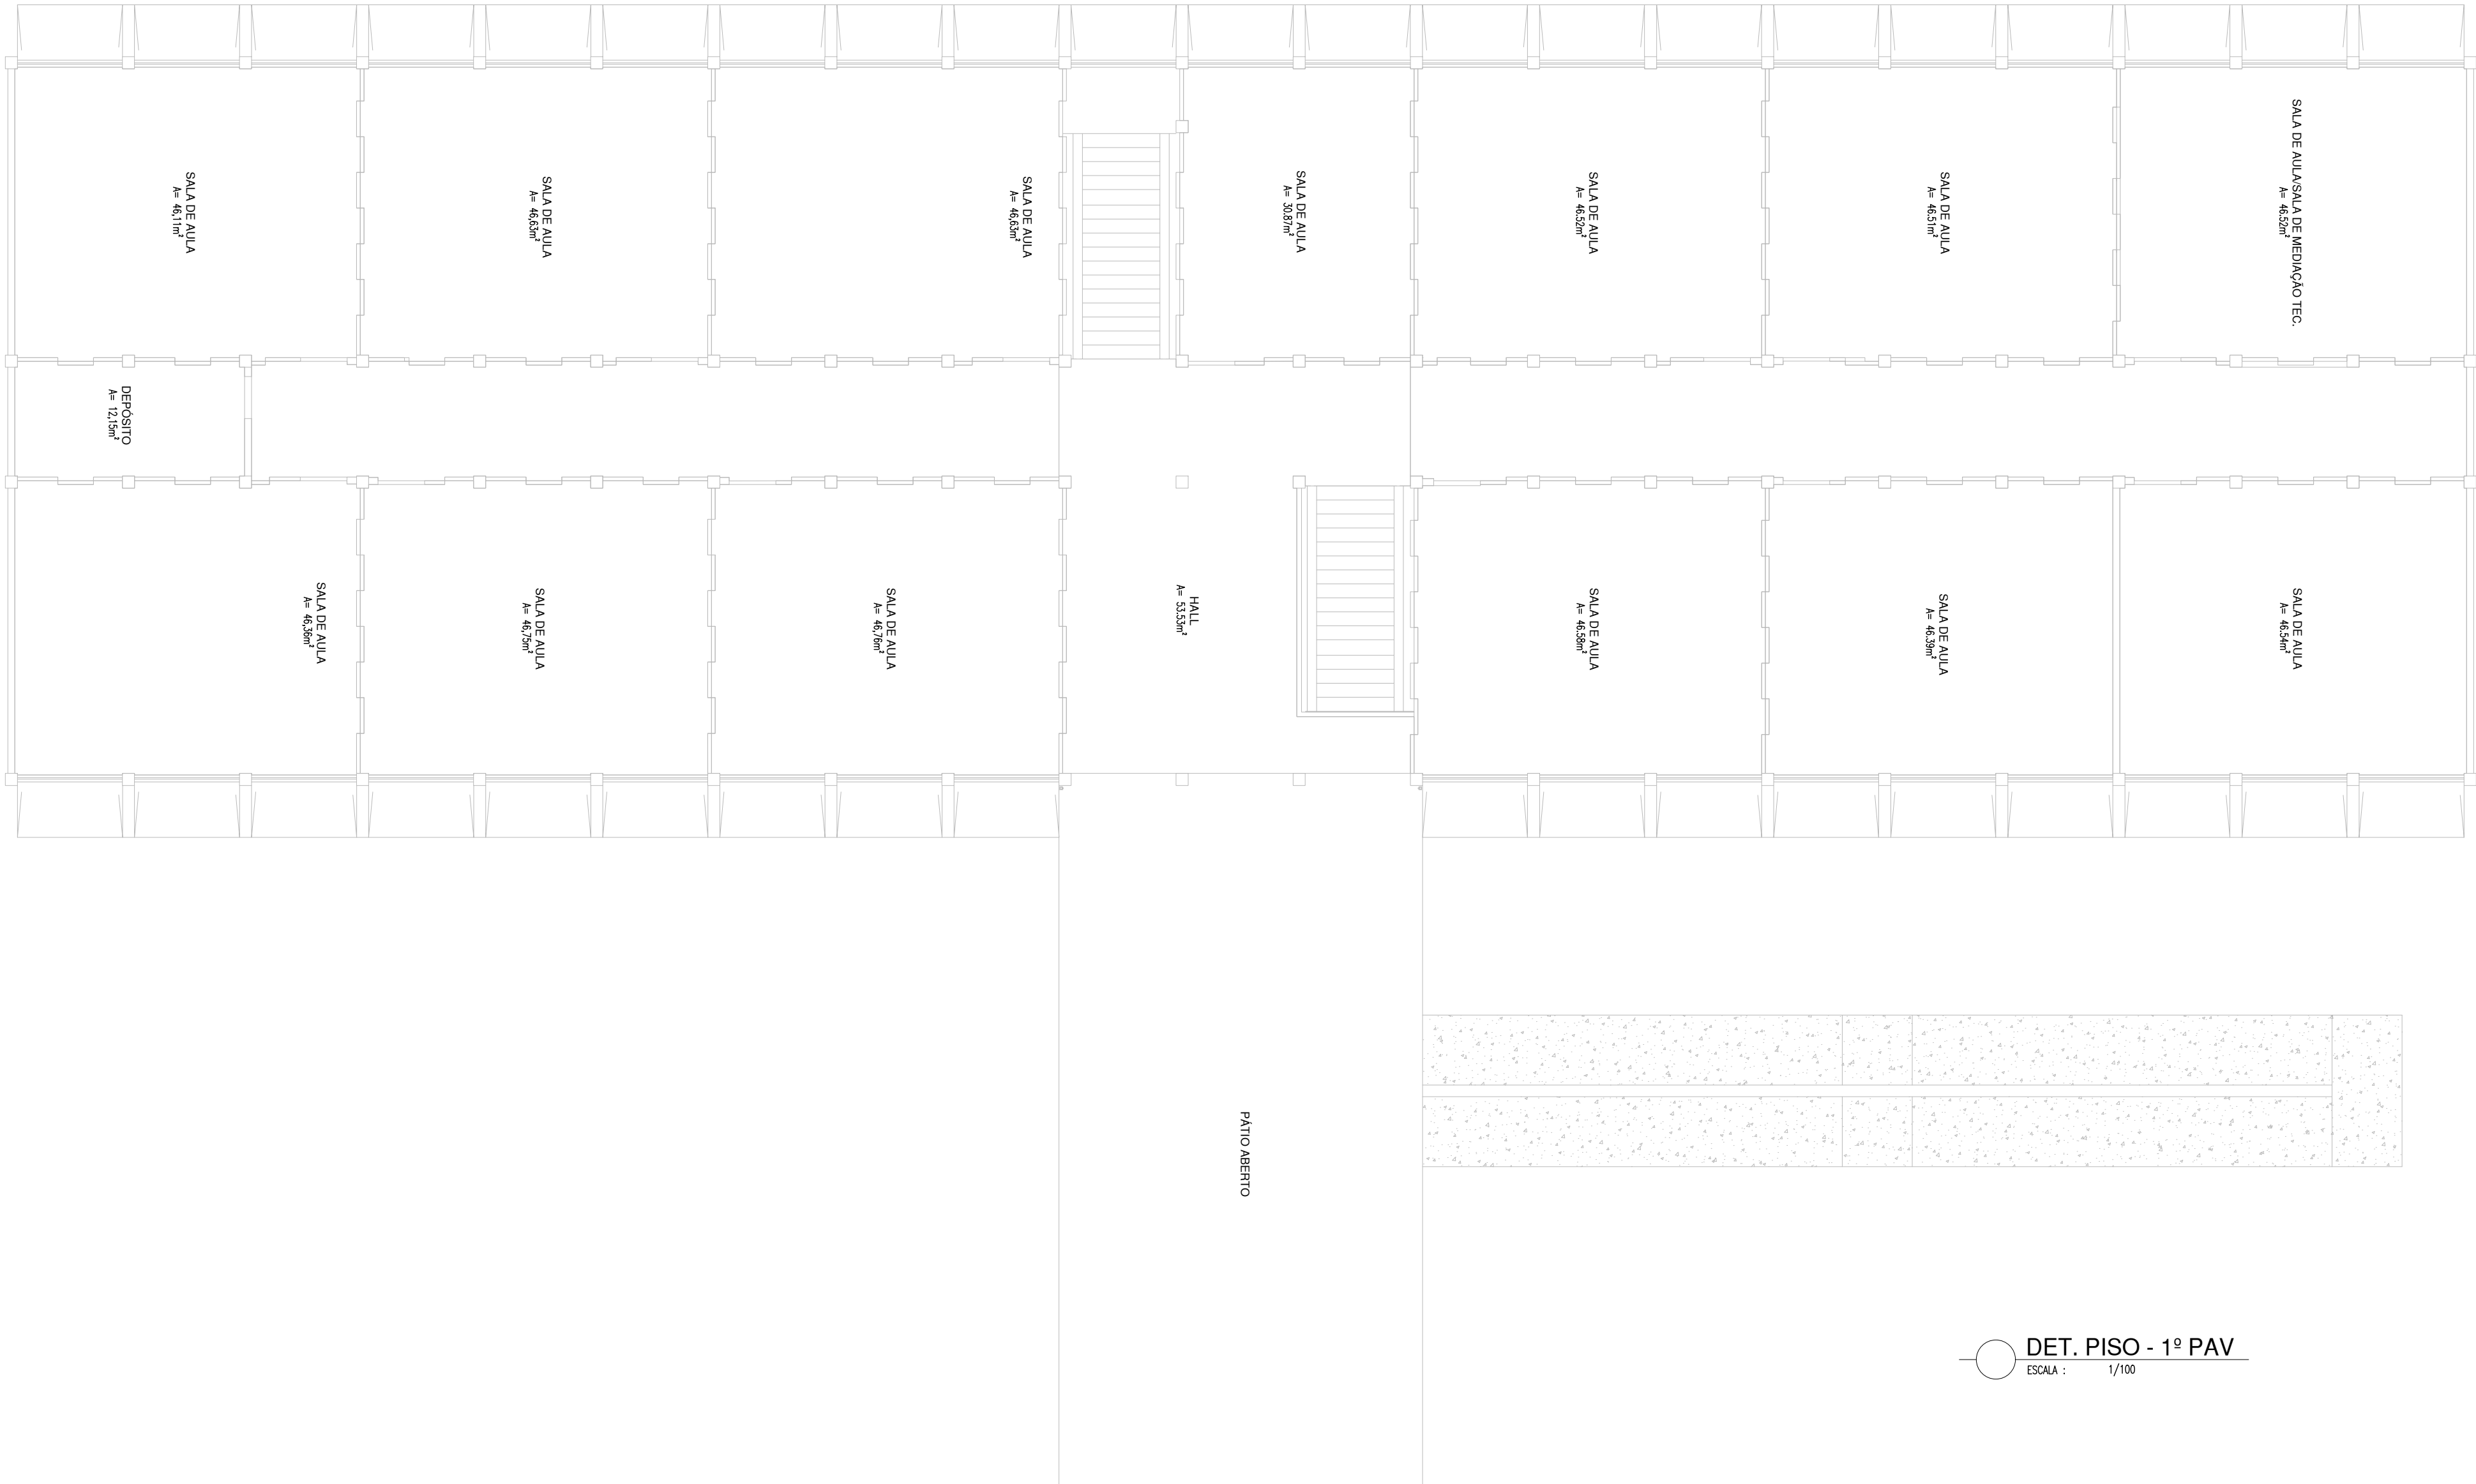 SALA DE AULA
A= 46,11m²
SALA DE AULA
A= 46,63m²
SALA DE AULA
A= 46,63m²
SALA DE AULA
A= 30.87m²
SALA DE AULA
A= 46.52m²
SALA DE AULA
A= 46.51m²
SALA DE AULA/SALA DE MEDIAÇÃO TEC.
A= 46.52m²
DEPÓSITO
A= 12,15m²
SALA DE AULA
A= 46,36m²
SALA DE AULA
A= 46,75m²
SALA DE AULA
A= 46,76m²
HALL
A= 53.53m²
SALA DE AULA
A= 46.58m²
SALA DE AULA
A= 46.39m²
SALA DE AULA
A= 46.54m²
PÁTIO ABERTO
DET. PISO - 1º PAV
ESCALA : 1/100